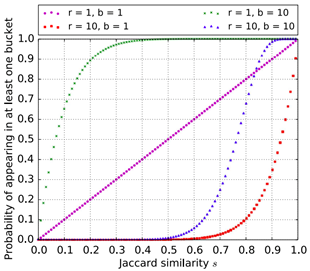 r = 1, b = 1
r = 1, b = 10
r = 10, b = 1
r = 10, b = 10
Probability of appearing in at least one bucket
1.0
0.9
0.8
0.7
0.6
0.5
0.4
0.3
0.2
0.1
0.0
0.0 0.1 0.2 0.3 0.4 0.5 0.6 0.7 0.8 0.9 1.0
Jaccard similarity s